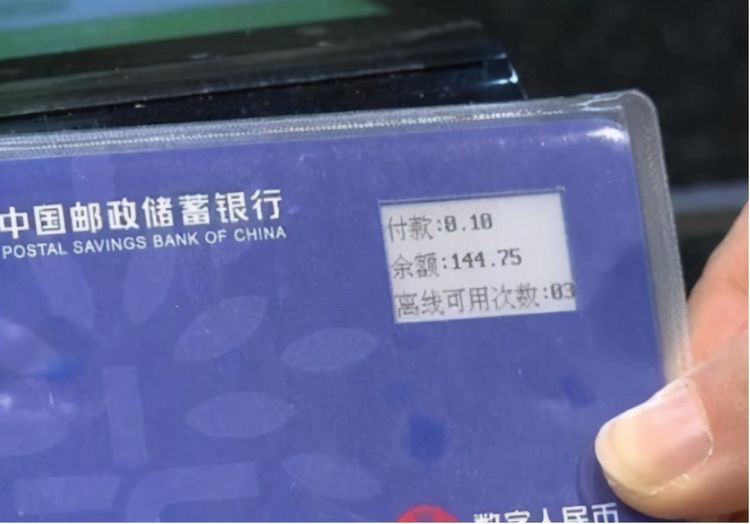 中国邮政储蓄银行
POSTAL SAVINGS BANK OF CHINA
付款:0.10
余额:144.75
离线可用次数:03
数字人民币